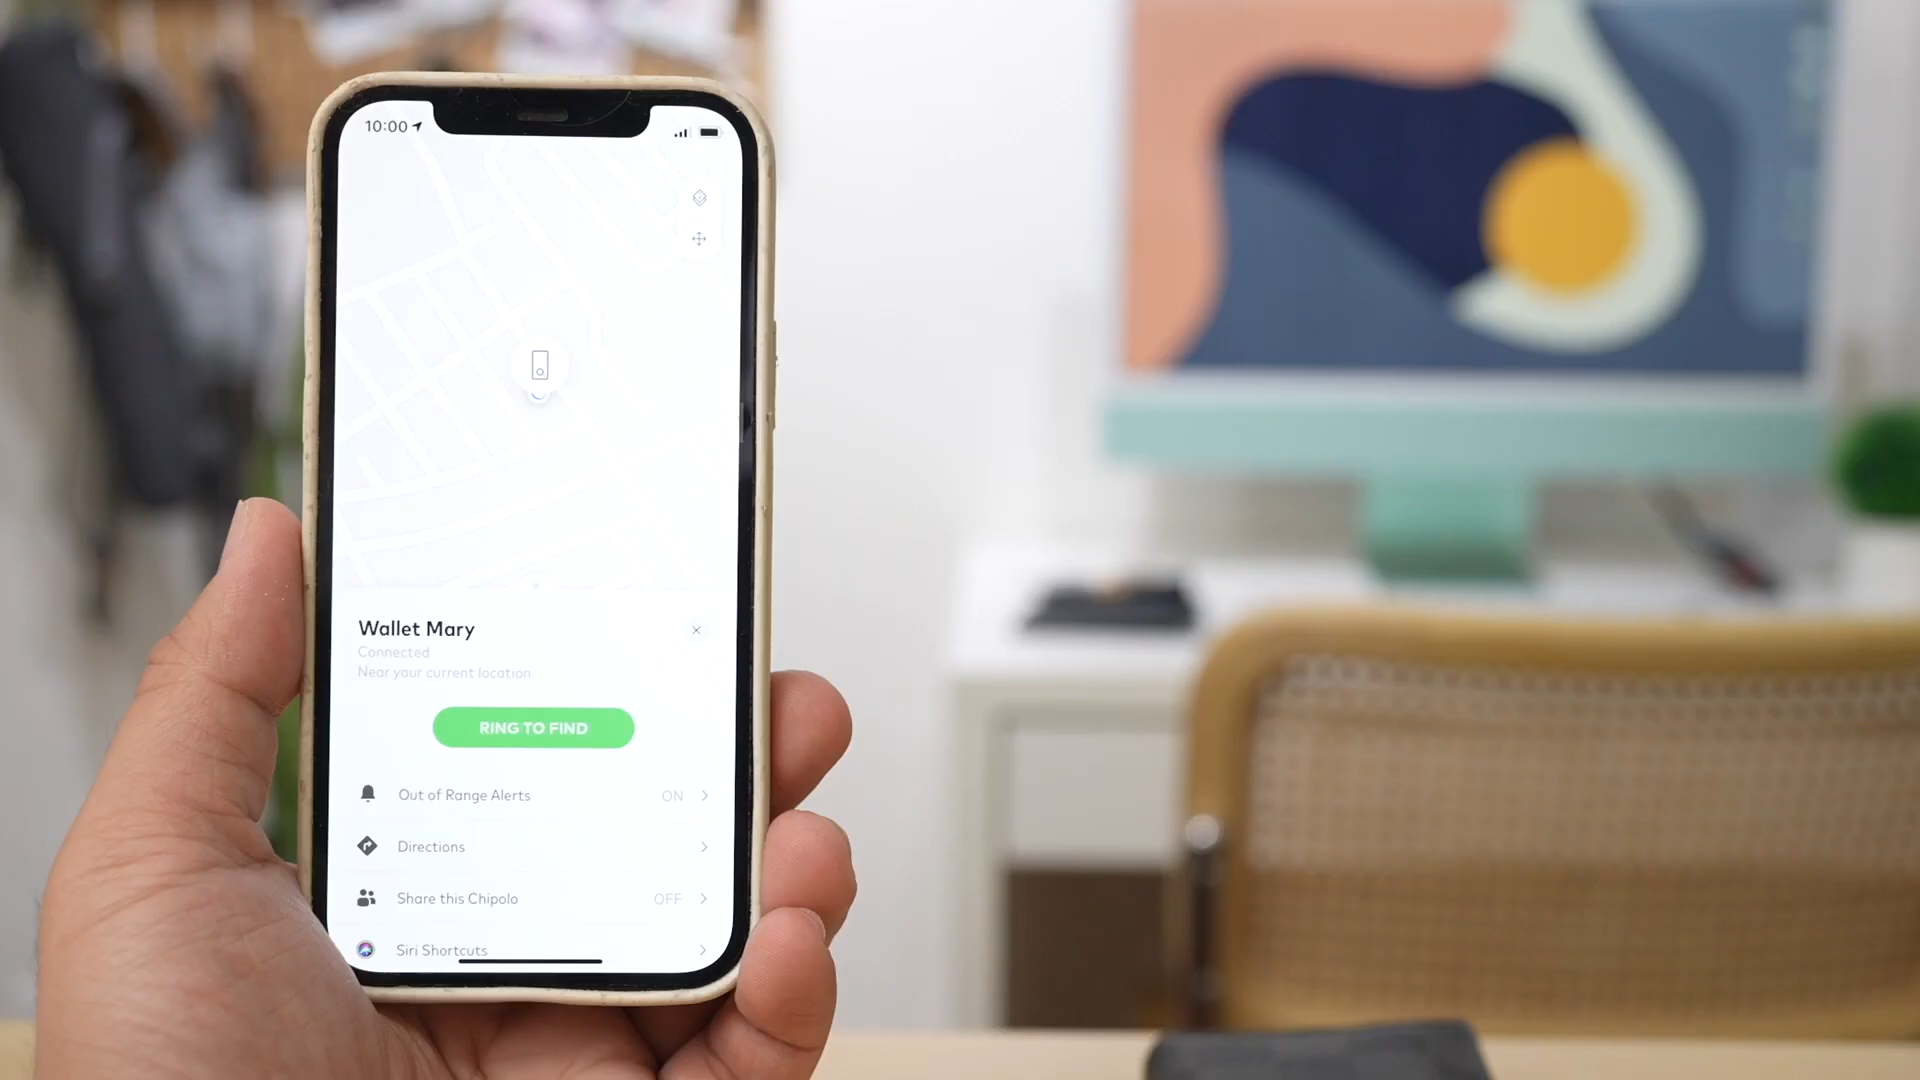 10:00
Wallet Mary
Connected
Near your current location
RING TO FIND
Out of Range Alerts ON
Directions
Share this Chipolo OFF
Siri Shortcuts